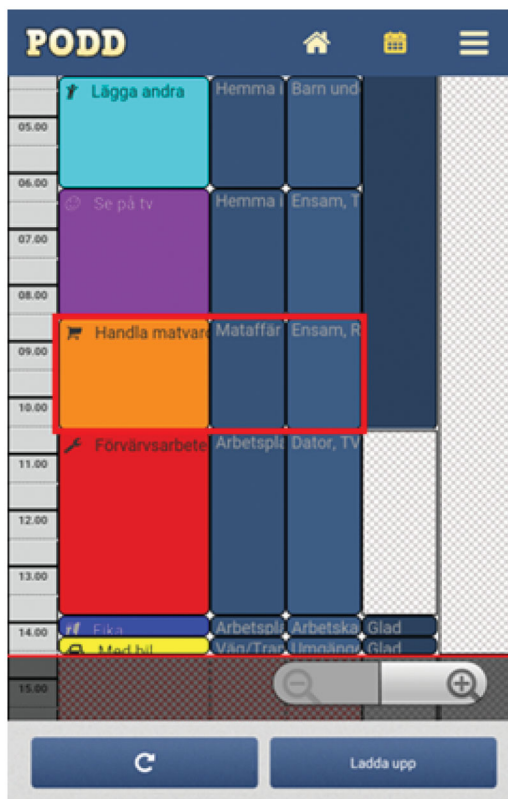 PODD
Lägga andra Hemma i Barn und
05.00
06.00
Se på tv Hemma i Ensam, T
07.00
08.00
Handla matvar Mataffär Ensam, R
09.00
10.00
Förvärvsarbete Arbetspla Dator, TV
11.00
12.00
13.00
14.00 Fika Arbetspla Arbetska Glad
Med bil Väg/Tran Umgänge Glad
15.00
Ladda upp